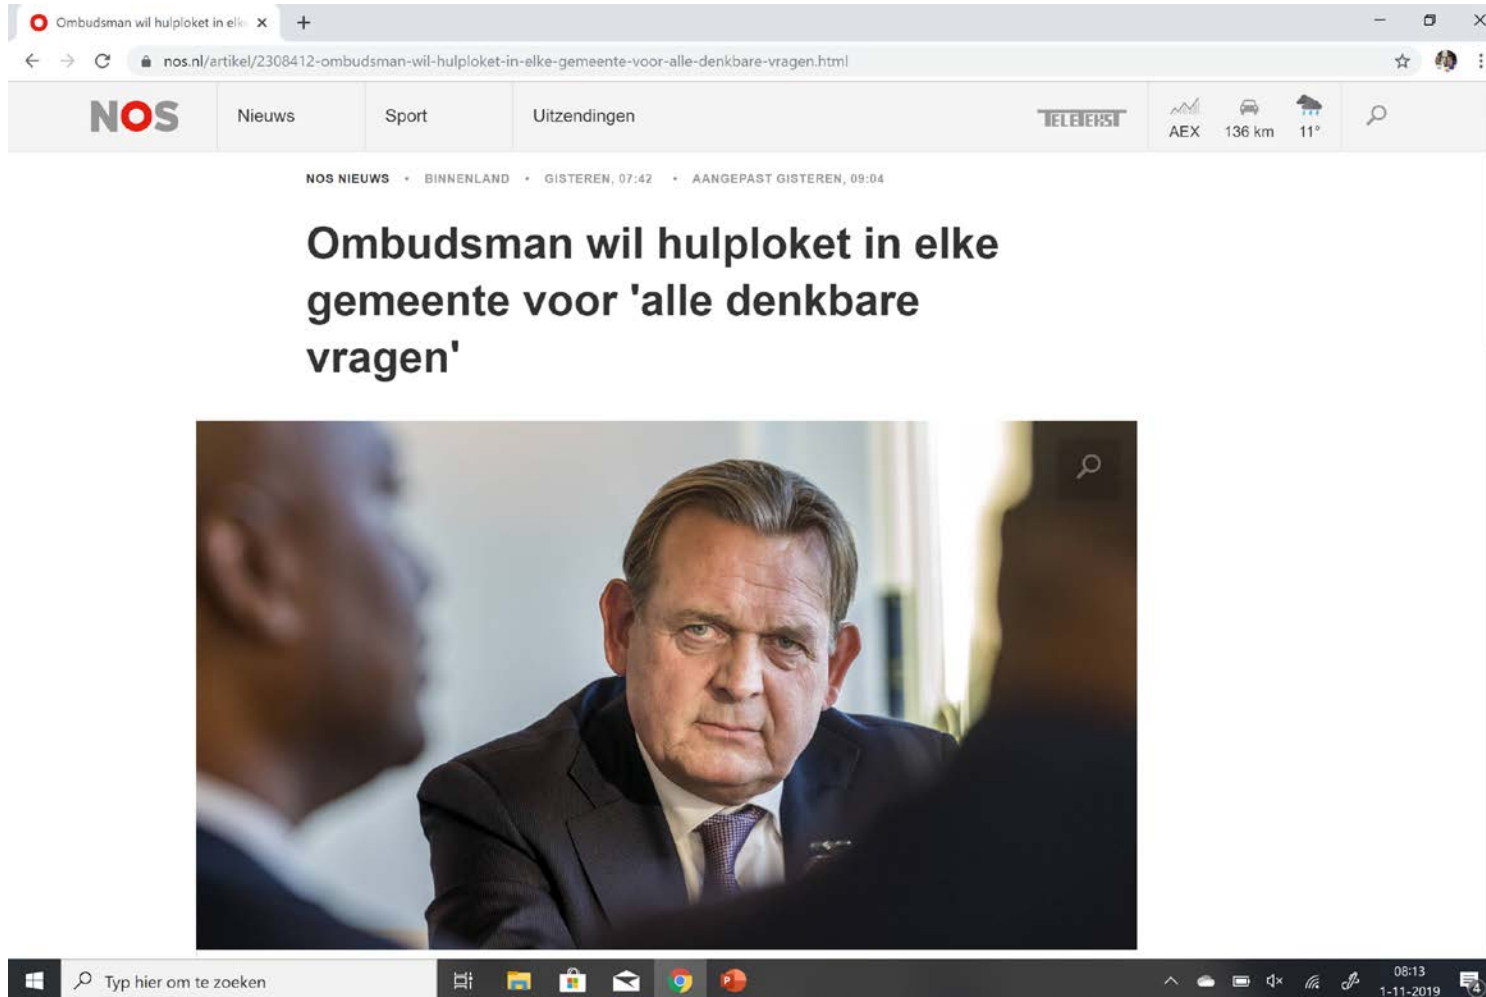 Ombudsman wil hulploket in elk
nos.nl/artikel/2308412-ombudsman-wil-hulploket-in-elke-gemeente-voor-alle-denkbare-vragen.html
NOS Nieuws Sport Uitzendingen TELETEKST AEX 136 km 11°
NOS NIEUWS • BINNENLAND • GISTEREN, 07:42 • AANGEPAST GISTEREN, 09:04
Ombudsman wil hulploket in elke
gemeente voor 'alle denkbare
vragen'
Typ hier om te zoeken
08:13
1-11-2019
4